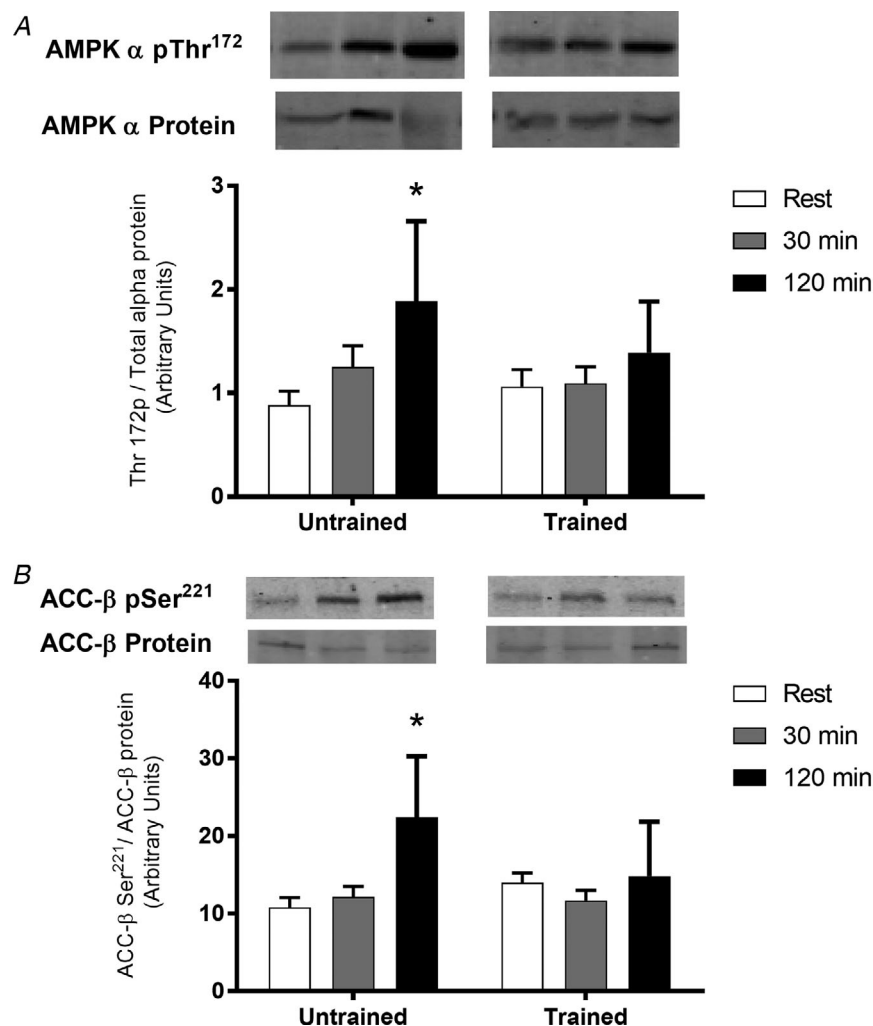 A
AMPK α pThr¹⁷²
AMPK α Protein
Thr 172p / Total alpha protein
(Arbitrary Units)
3
2
1
0
*
Untrained
Trained
Rest
30 min
120 min
B
ACC-β pSer²²¹
ACC-β Protein
ACC-β Ser²²¹/ ACC-β protein
(Arbitrary Units)
40
30
20
10
0
*
Untrained
Trained
Rest
30 min
120 min